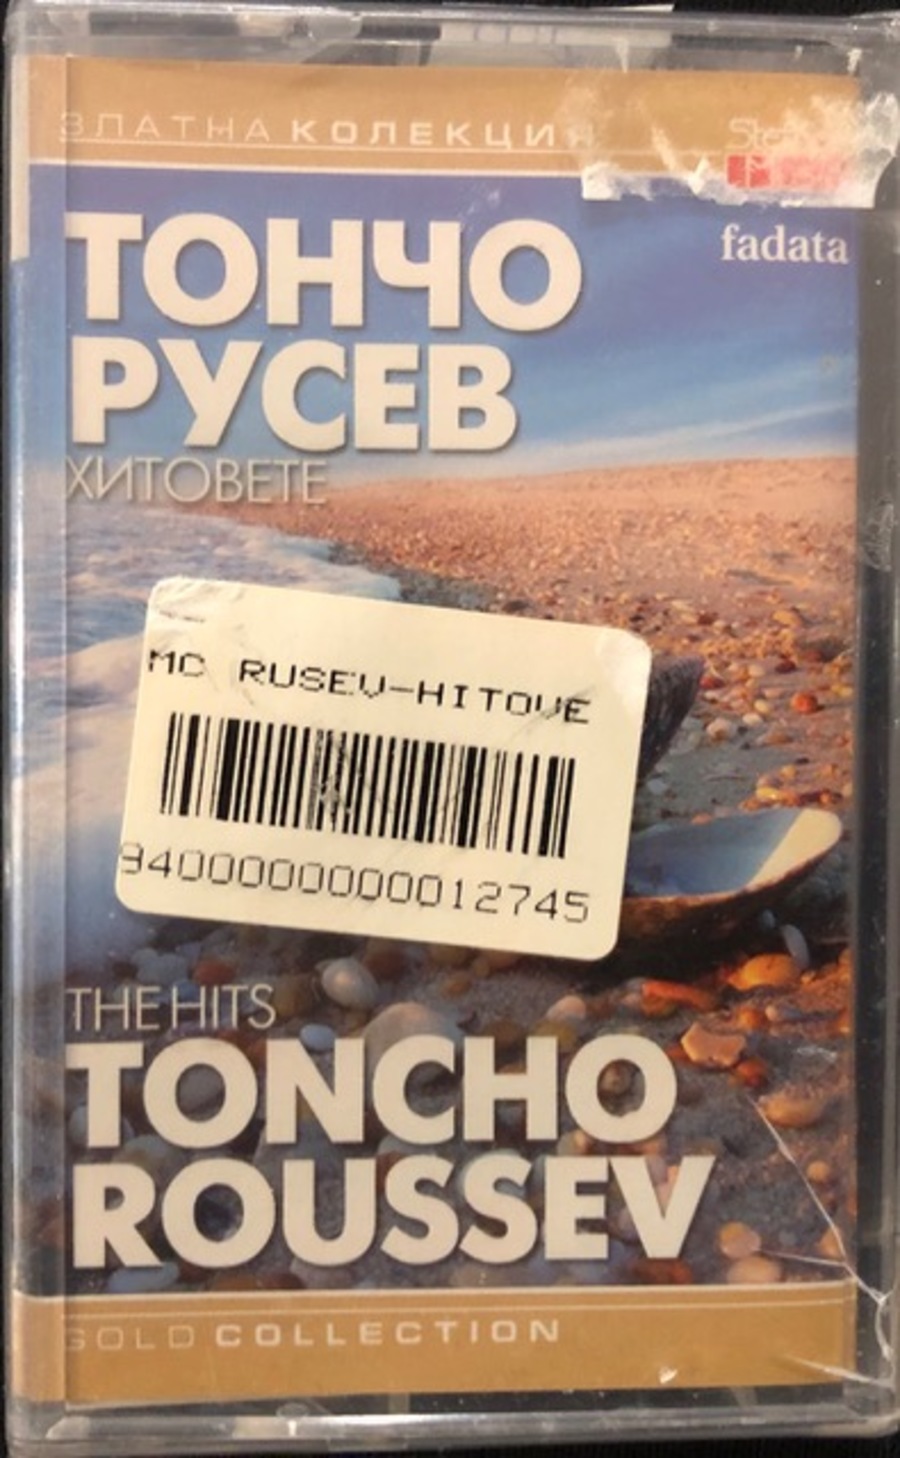 ЗЛАТНА КОЛЕКЦИЯ
fadata
ТОНЧО
РУСЕВ
ХИТОВЕТЕ
MC RUSEV-HITOVE
9400000000012745
THE HITS
TONCHO
ROUSSEV
GOLD COLLECTION